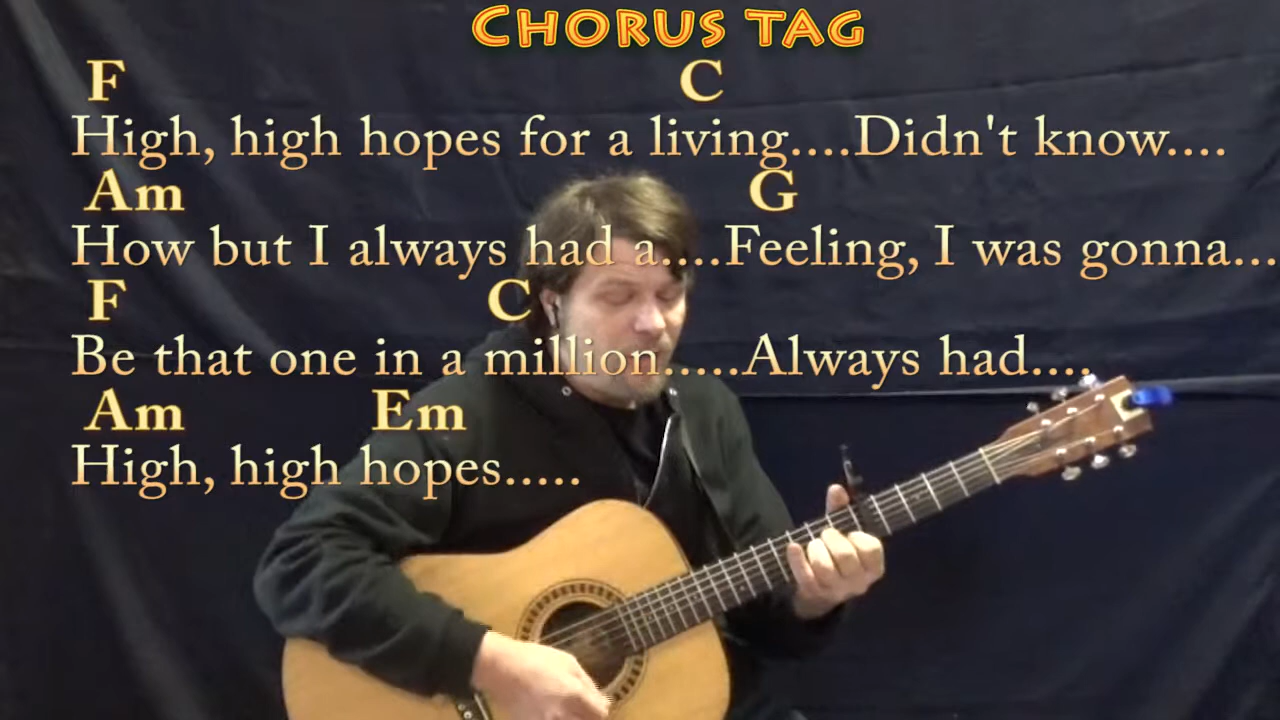 CHORUS TAG
F C
High, high hopes for a living....Didn't know....
Am G
How but I always had a....Feeling, I was gonna...
F C
Be that one in a million.....Always had....
Am Em
High, high hopes.....